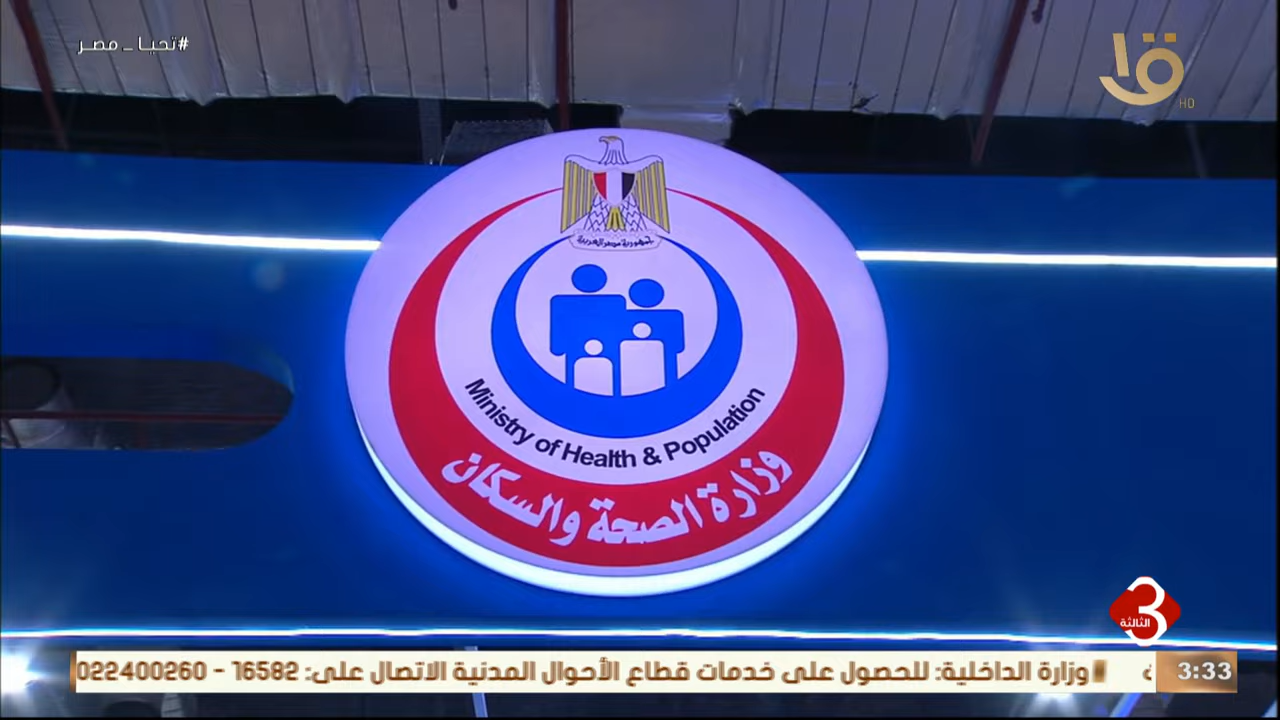 #تحيا_مصر
HD
جمهورية مصر العربية
Ministry of Health & Population
وزارة الصحة والسكان
3
الثالثة
وزارة الداخلية: للحصول على خدمات قطاع الأحوال المدنية الاتصال على: 16582 - 022400260
3:33